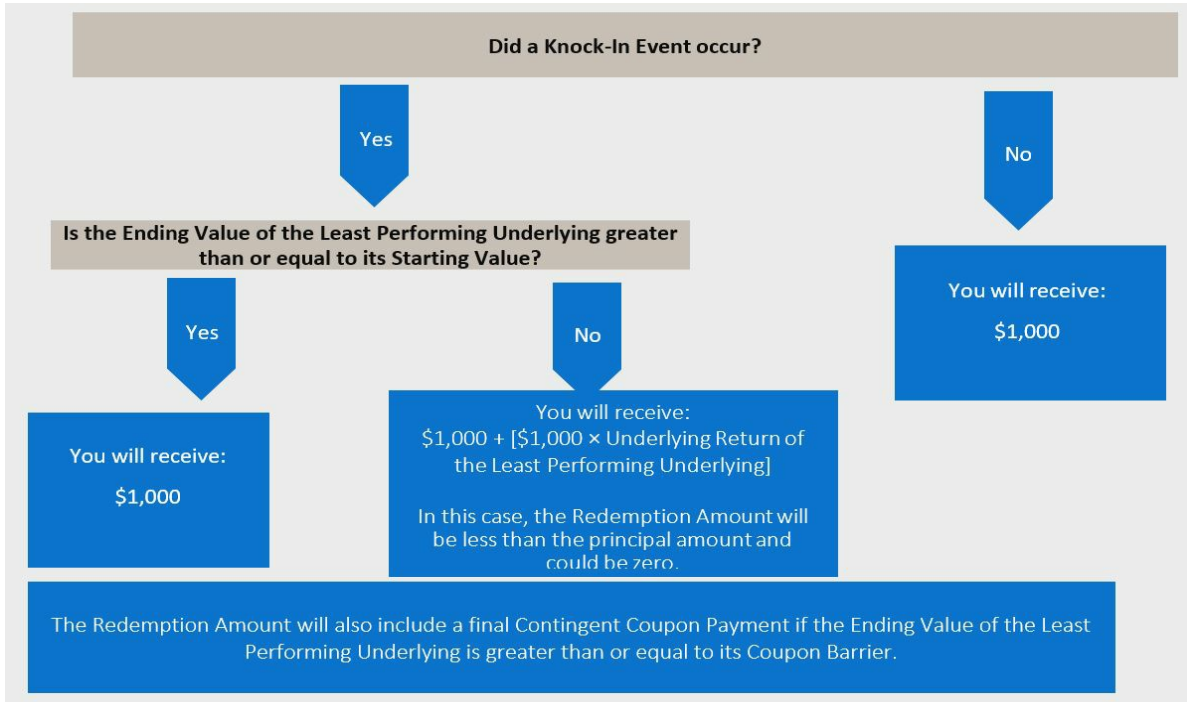 Did a Knock-In Event occur?
Yes
No
Is the Ending Value of the Least Performing Underlying greater
than or equal to its Starting Value?
You will receive:
$1,000
Yes
No
You will receive:
$1,000 + [$1,000 × Underlying Return of
the Least Performing Underlying]
In this case, the Redemption Amount will
be less than the principal amount and
could be zero.
You will receive:
$1,000
The Redemption Amount will also include a final Contingent Coupon Payment if the Ending Value of the Least
Performing Underlying is greater than or equal to its Coupon Barrier.